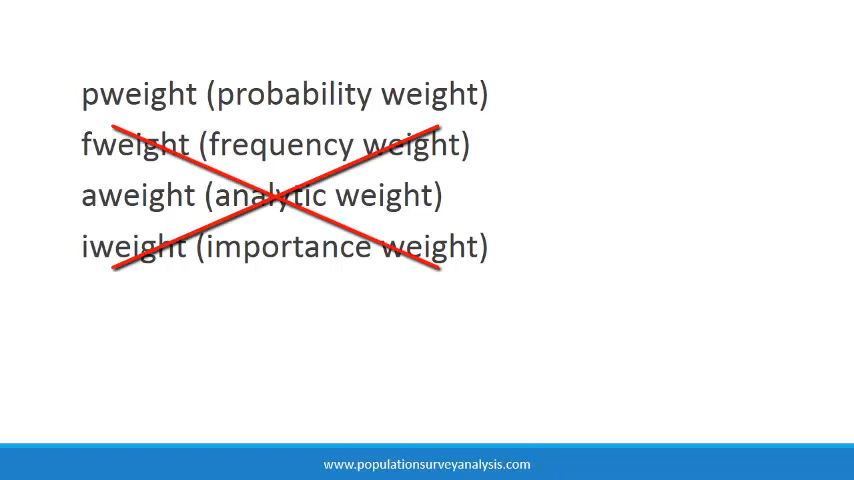 pweight (probability weight)
fweight (frequency weight)
aweight (analytic weight)
iweight (importance weight)
www.populationsurveyanalysis.com